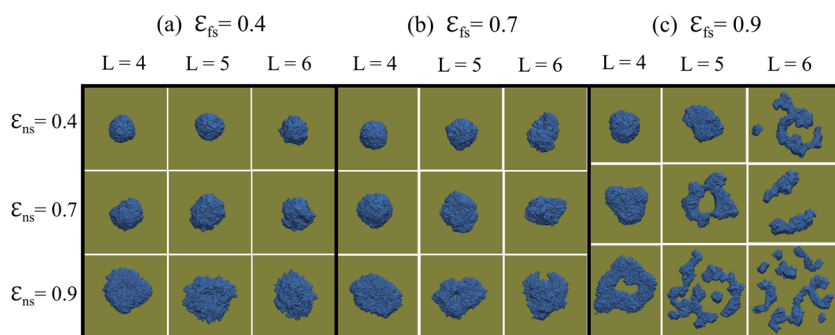 (a) Ɛfs = 0.4 (b) Ɛfs = 0.7 (c) Ɛfs = 0.9
L = 4 L = 5 L = 6 L = 4 L = 5 L = 6 L = 4 L = 5 L = 6
Ɛns = 0.4
Ɛns = 0.7
Ɛns = 0.9